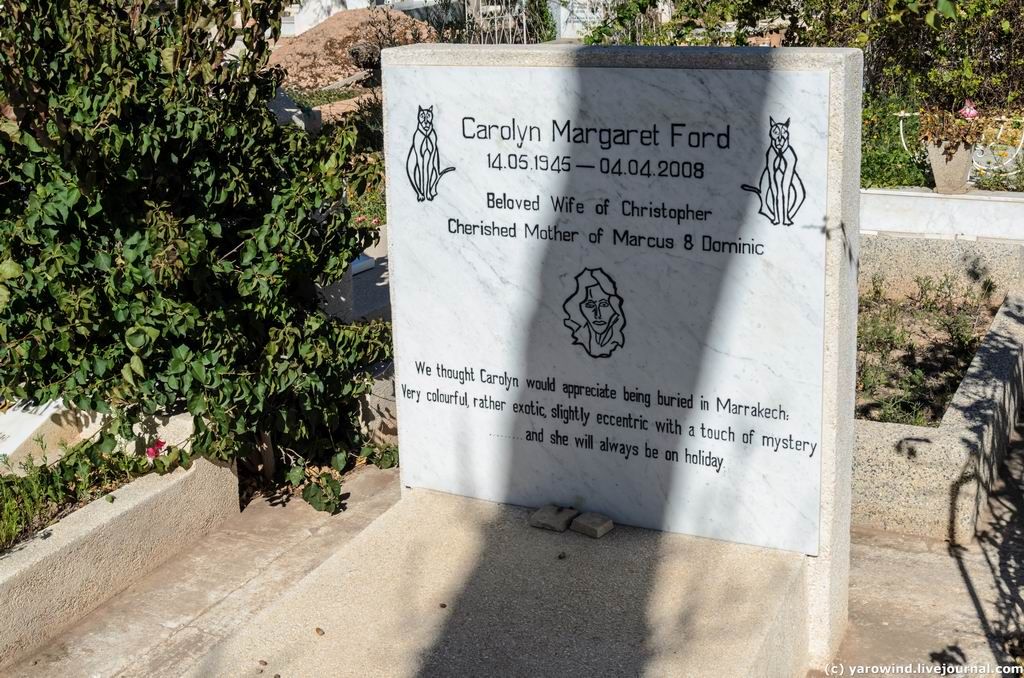 Carolyn Margaret Ford
14.05.1945 — 04.04.2008
Beloved Wife of Christopher
Cherished Mother of Marcus & Dominic
We thought Carolyn would appreciate being buried in Marrakech:
Very colourful, rather exotic, slightly eccentric with a touch of mystery
.........and she will always be on holiday.
(c) yarowind.livejournal.com